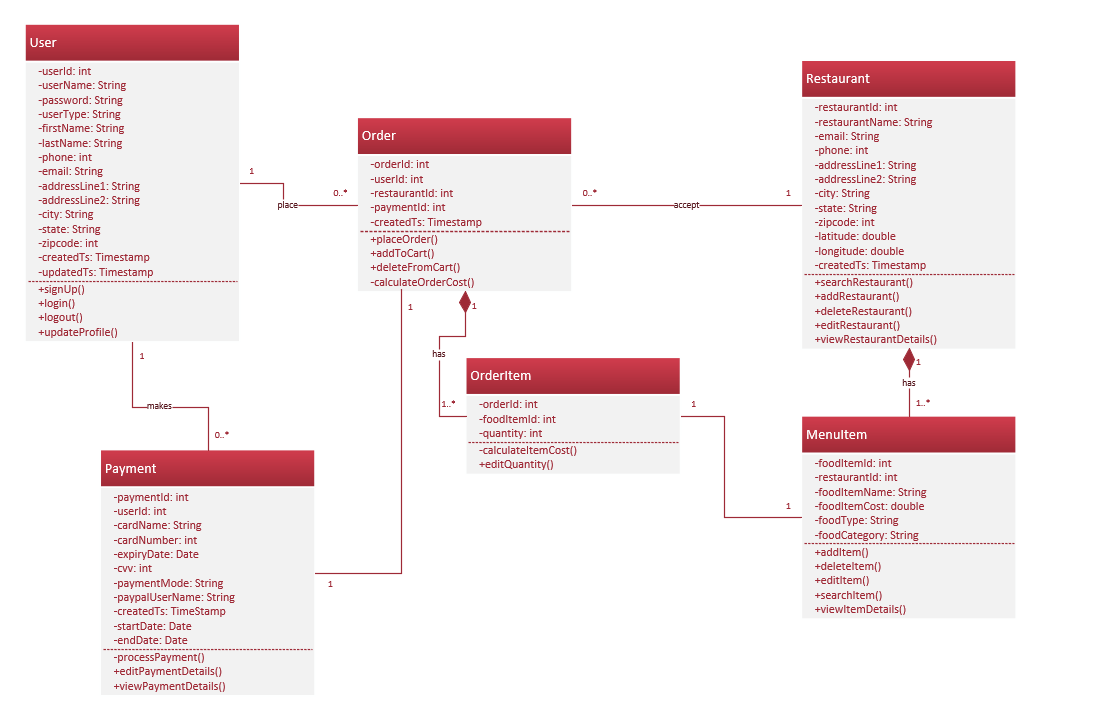 User
-userId: int
-userName: String
-password: String
-userType: String
-firstName: String
-lastName: String
-phone: int
-email: String
-addressLine1: String
-addressLine2: String
-city: String
-state: String
-zipcode: int
-createdTs: Timestamp
-updatedTs: Timestamp
+signUp()
+login()
+logout()
+updateProfile()
1
place
0..*
Order
-orderId: int
-userId: int
-restaurantId: int
-paymentId: int
-createdTs: Timestamp
+placeOrder()
+addToCart()
+deleteFromCart()
-calculateOrderCost()
0..*
accept
1
Restaurant
-restaurantId: int
-restaurantName: String
-email: String
-phone: int
-addressLine1: String
-addressLine2: String
-city: String
-state: String
-zipcode: int
-latitude: double
-longitude: double
-createdTs: Timestamp
+searchRestaurant()
+addRestaurant()
+deleteRestaurant()
+editRestaurant()
+viewRestaurantDetails()
1
makes
0..*
1
1
has
1..*
1
has
1..*
OrderItem
-orderId: int
-foodItemId: int
-quantity: int
-calculateItemCost()
+editQuantity()
1
1
MenuItem
-foodItemId: int
-restaurantId: int
-foodItemName: String
-foodItemCost: double
-foodType: String
-foodCategory: String
+addItem()
+deleteItem()
+editItem()
+searchItem()
+viewItemDetails()
Payment
-paymentId: int
-userId: int
-cardName: String
-cardNumber: int
-expiryDate: Date
-cvv: int
-paymentMode: String
-paypalUserName: String
-createdTs: TimeStamp
-startDate: Date
-endDate: Date
-processPayment()
+editPaymentDetails()
+viewPaymentDetails()
1